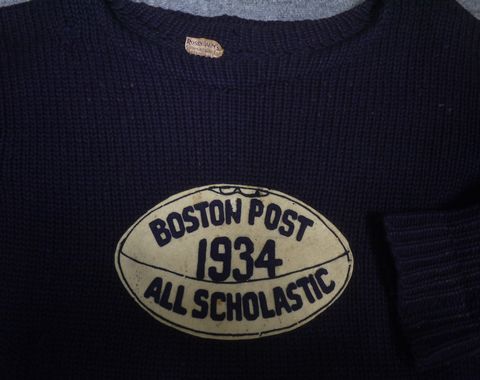 BOSTON POST
1934
ALL SCHOLASTIC